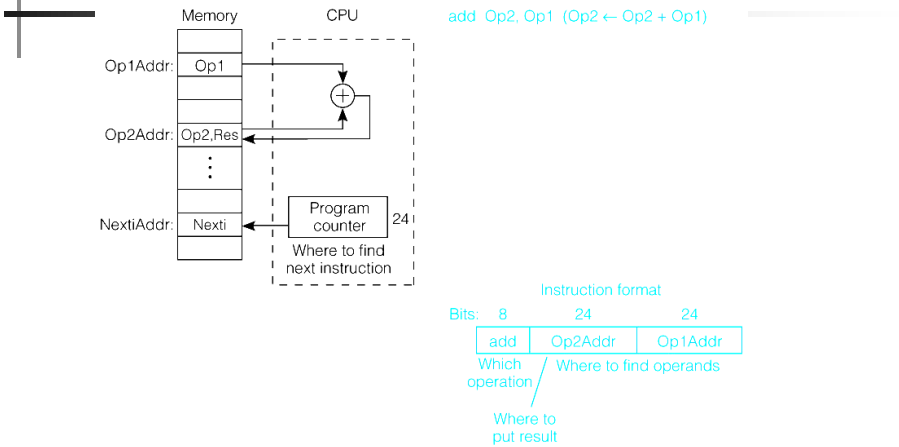 Memory
CPU
add Op2, Op1 (Op2 ← Op2 + Op1)
Op1Addr:
Op1
+
Op2Addr:
Op2,Res
NextiAddr:
Nexti
Program
counter
24
Where to find
next instruction
Instruction format
Bits: 8 24 24
add Op2Addr Op1Addr
Which
operation
Where to find operands
Where to
put result